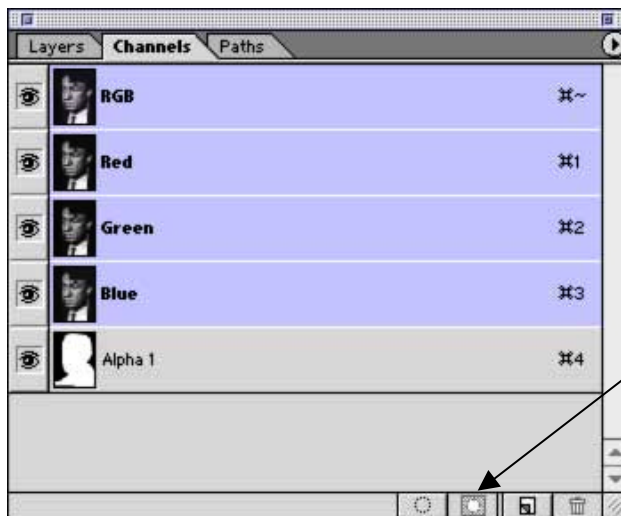 Layers Channels Paths
RGB ⌘~
Red ⌘1
Green ⌘2
Blue ⌘3
Alpha 1 ⌘4